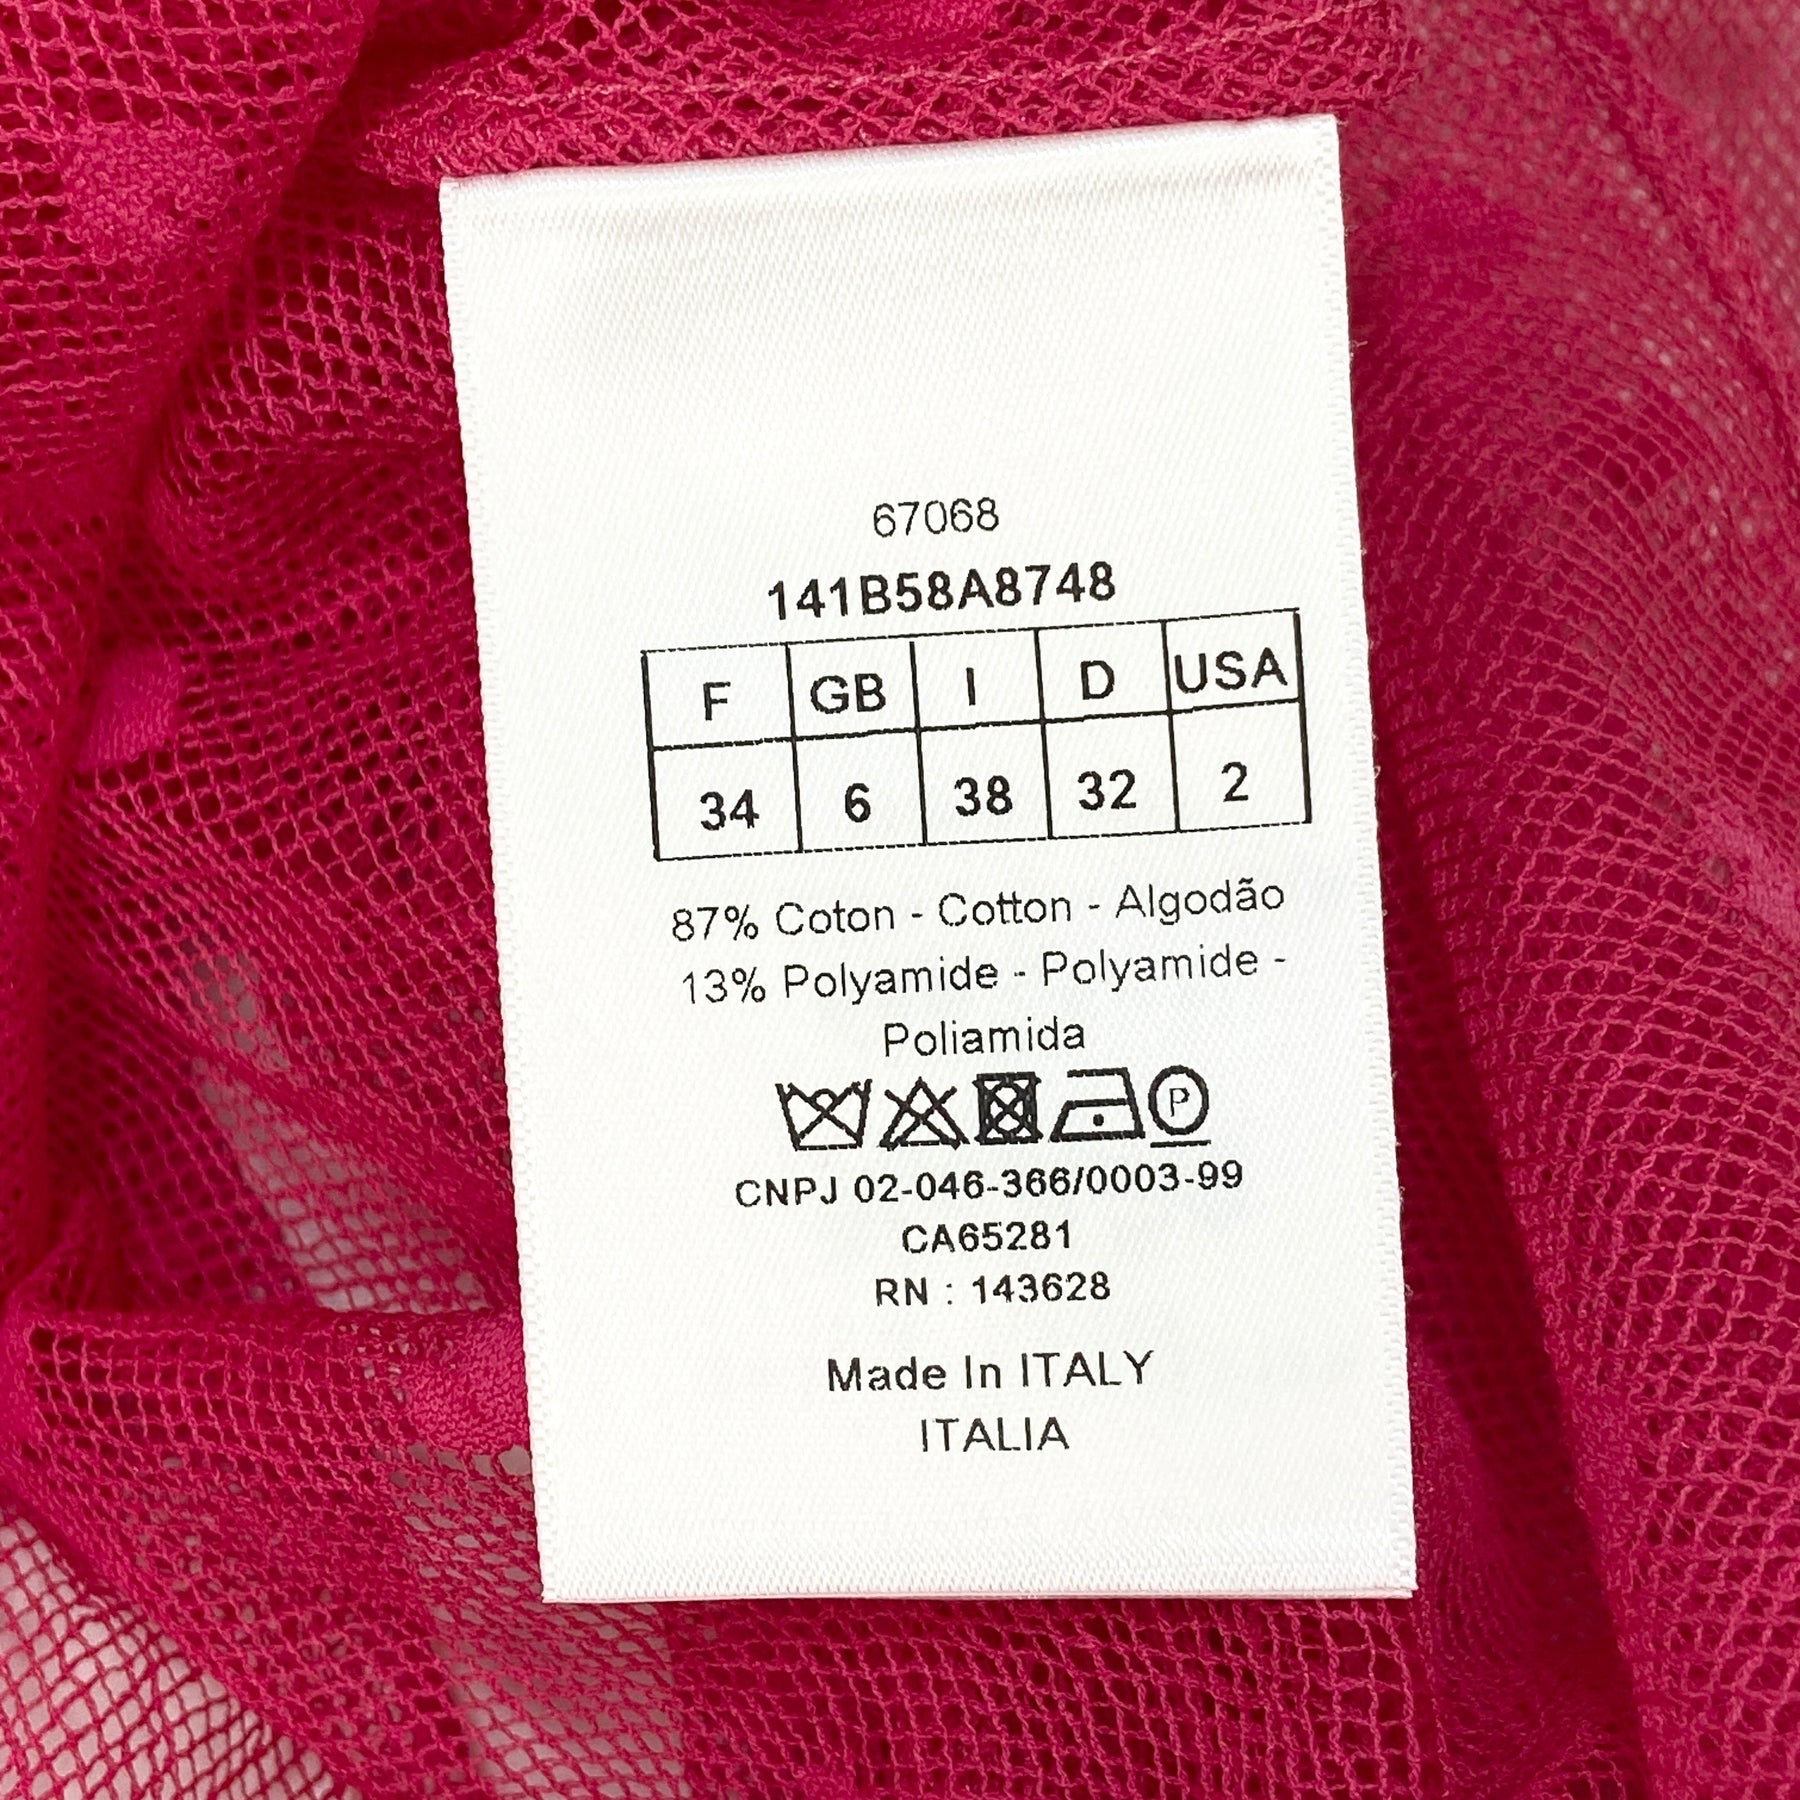 67068
141B58A8748
F GB I D USA
34 6 38 32 2
87% Coton - Cotton - Algodão
13% Polyamide - Polyamide -
Poliamida
P
CNPJ 02-046-366/0003-99
CA65281
RN : 143628
Made In ITALY
ITALIA